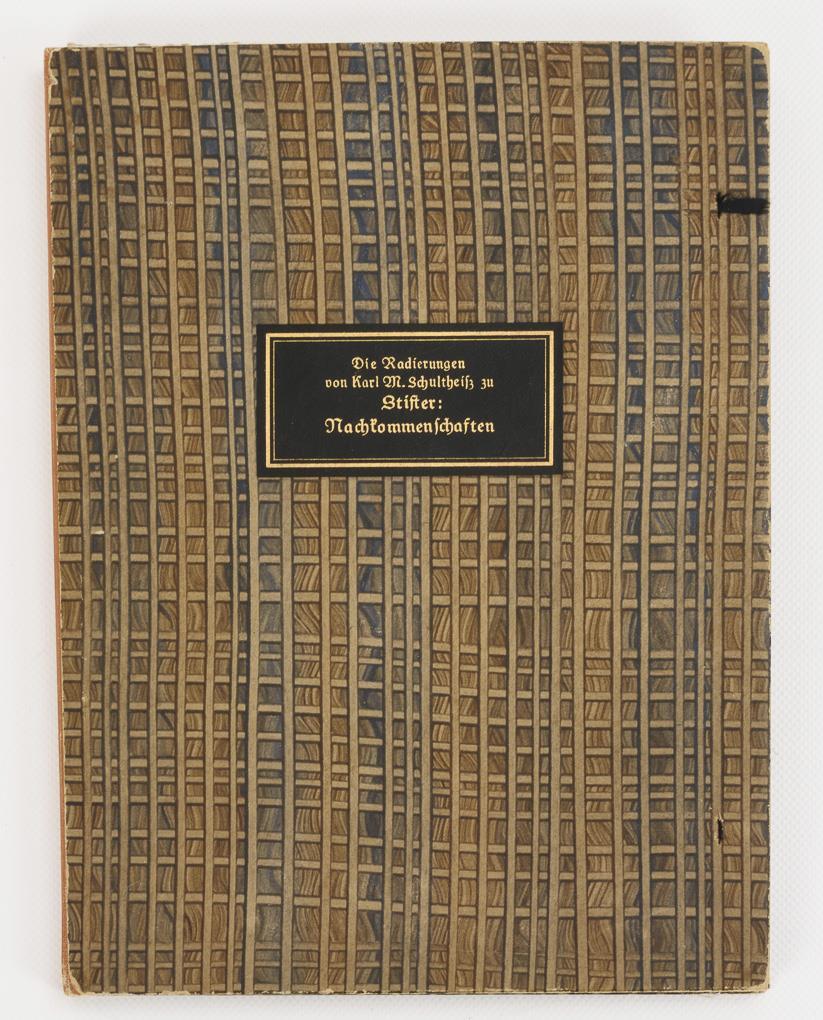 Die Radierungen
von Karl M. Schultheiß zu
Stifter:
Nachkommenschaften